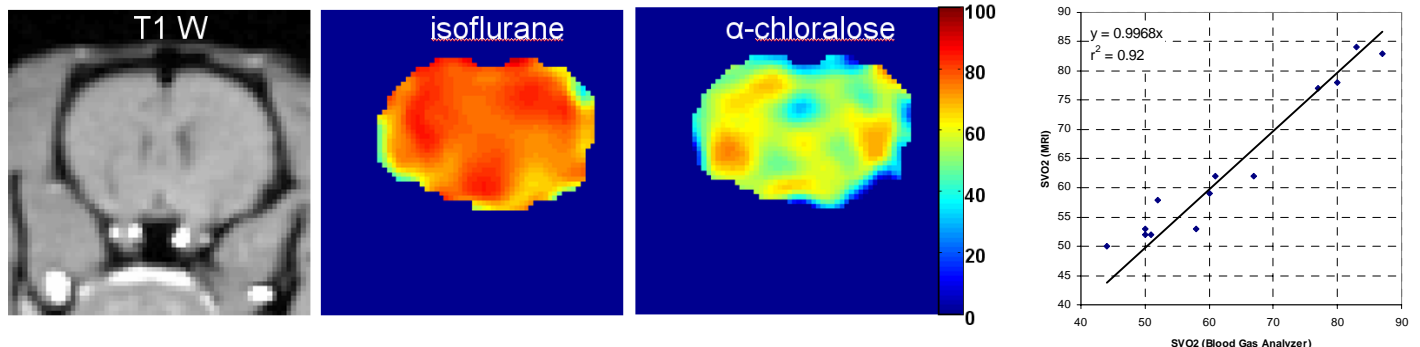 T1 W
isoflurane
α-chloralose
100
80
60
40
20
0
y = 0.9968x
r² = 0.92
SVO2 (MRI)
90
85
80
75
70
65
60
55
50
45
40
40 50 60 70 80 90
SVO2 (Blood Gas Analyzer)